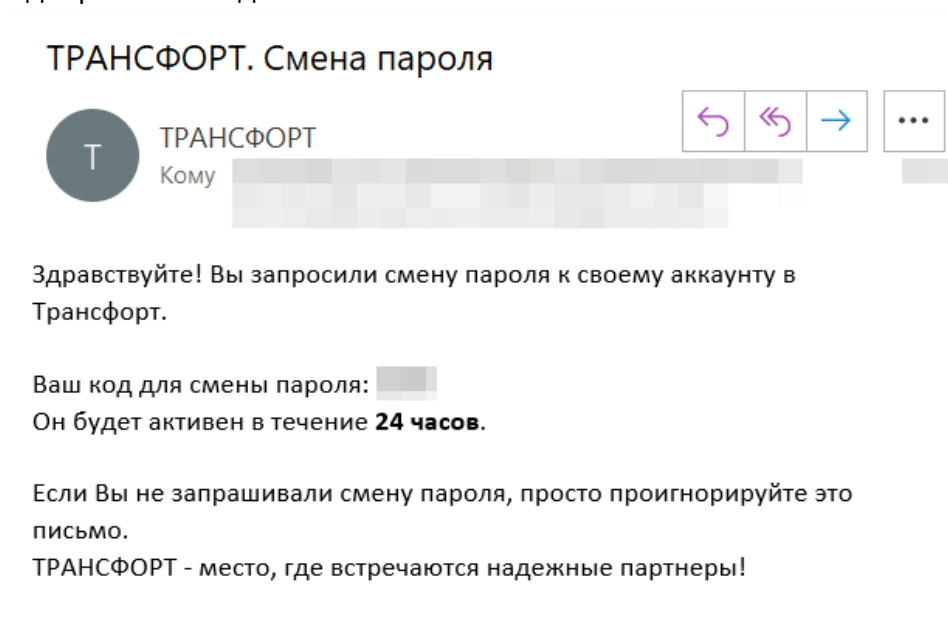 ТРАНСФОРТ. Смена пароля
Т
ТРАНСФОРТ
Кому
Здравствуйте! Вы запросили смену пароля к своему аккаунту в
Трансфорт.
Ваш код для смены пароля:
Он будет активен в течение 24 часов.
Если Вы не запрашивали смену пароля, просто проигнорируйте это
письмо.
ТРАНСФОРТ - место, где встречаются надежные партнеры!